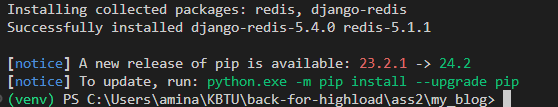 Installing collected packages: redis, django-redis
Successfully installed django-redis-5.4.0 redis-5.1.1
[notice] A new release of pip is available: 23.2.1 -> 24.2
[notice] To update, run: python.exe -m pip install --upgrade pip
(venv) PS C:\Users\amina\KBTU\back-for-highload\ass2\my_blog>